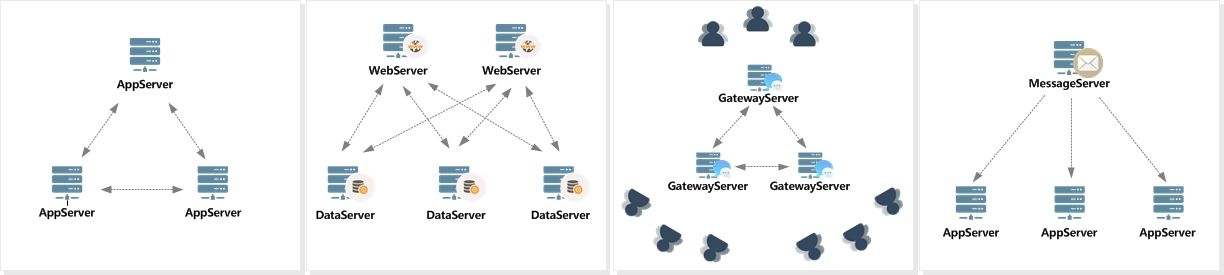 AppServer
AppServer
AppServer
WebServer
WebServer
DataServer
DataServer
DataServer
GatewayServer
GatewayServer
GatewayServer
MessageServer
AppServer
AppServer
AppServer